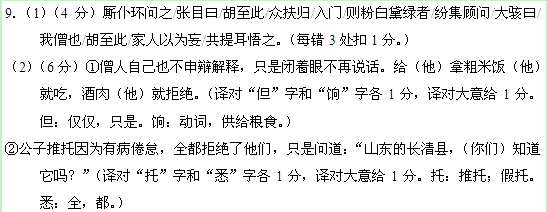 9.（1）（4 分）厮仆环问之/张目曰/胡至此/众扶归/入门/则粉白黛绿者/纷集顾问/大骇曰/
我僧也/胡至此/家人以为妄/共提耳悟之。（每错 3 处扣 1 分。）
（2）（6 分）①僧人自己也不申辩解释，只是闭着眼不再说话。给（他）拿粗米饭（他）
就吃，酒肉（他）就拒绝。（译对“但”字和“饷”字各 1 分，译对大意给 1 分。
但：仅仅，只是。饷：动词，供给粮食。）
②公子推托因为有病倦怠，全都拒绝了他们，只是问道：“山东的长清县，（你们）知道
它吗？”（译对“托”字和“悉”字各 1 分，译对大意给 1 分。托：推托；假托。
悉：全，都。）